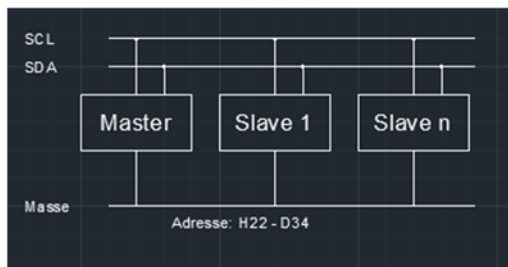 SCL
SDA
Master Slave 1 Slave n
Masse
Adresse: H22 - D34